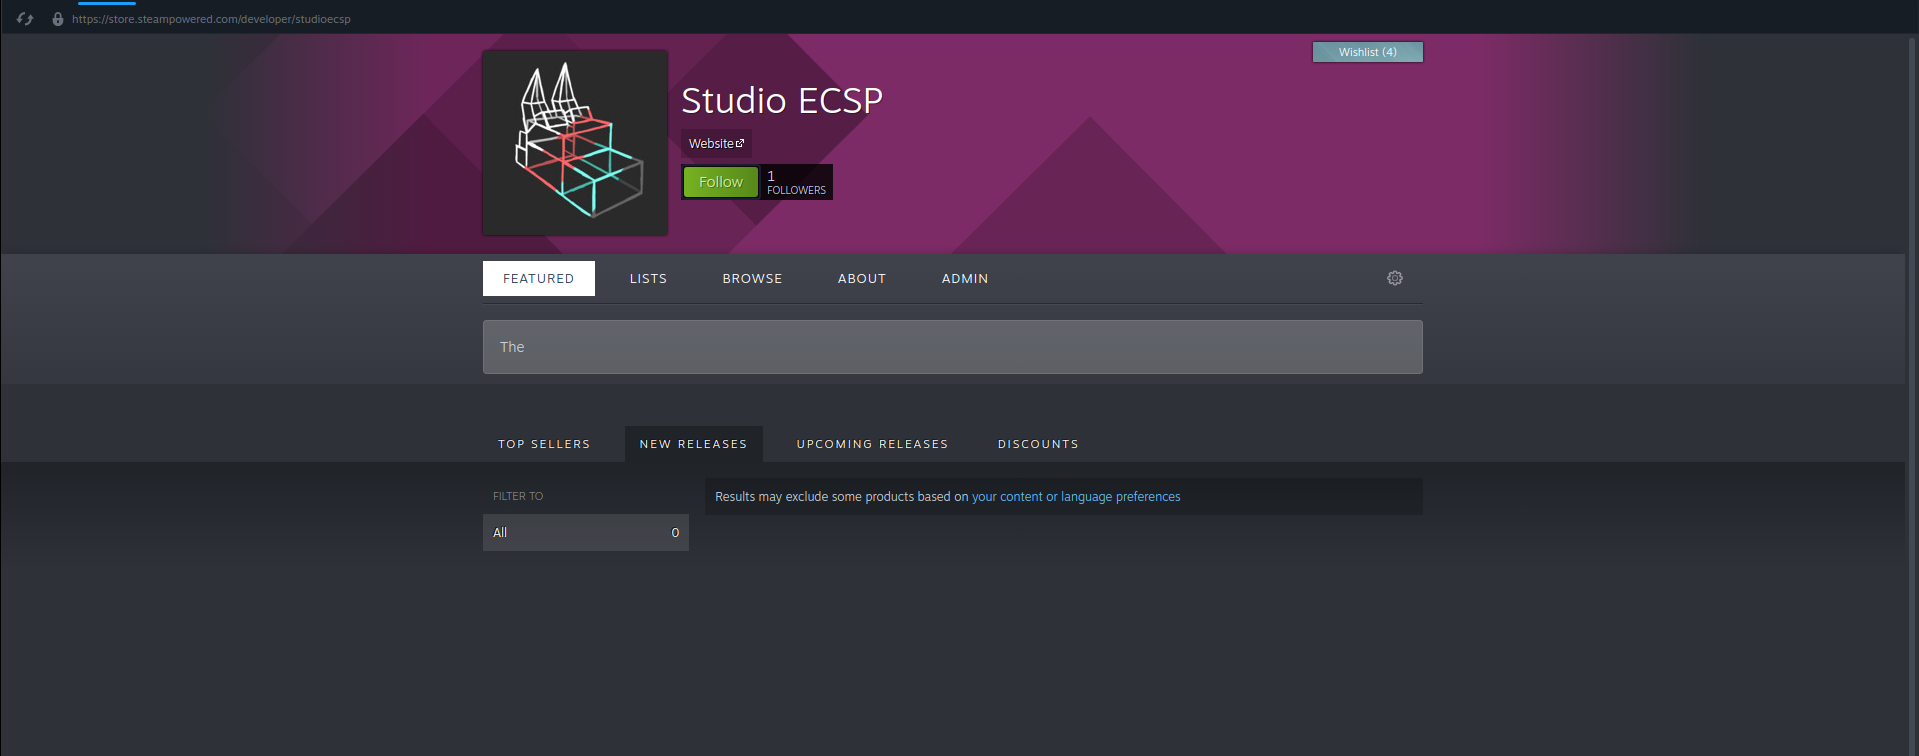 https://store.steampowered.com/developer/studioecsp
Wishlist (4)
Studio ECSP
Website
Follow
1
FOLLOWERS
FEATURED LISTS BROWSE ABOUT ADMIN
The
TOP SELLERS NEW RELEASES UPCOMING RELEASES DISCOUNTS
FILTER TO
Results may exclude some products based on your content or language preferences
All 0